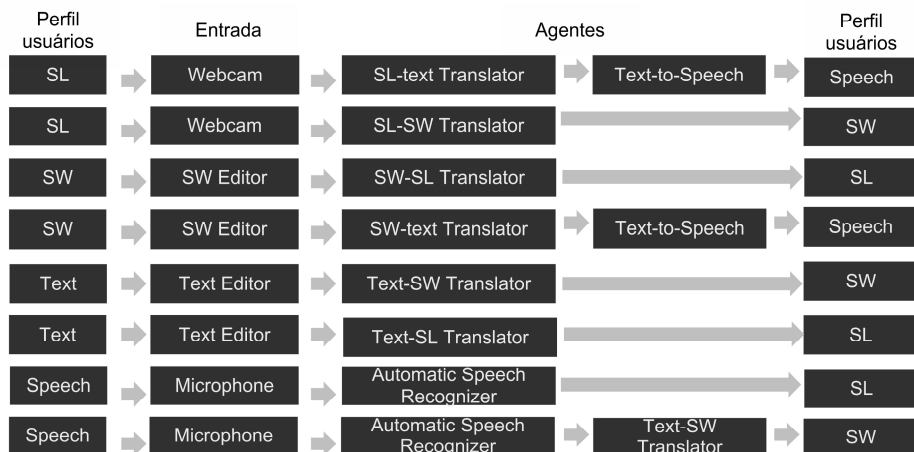 Perfil usuários Entrada Agentes Perfil usuários
SL Webcam SL-text Translator Text-to-Speech Speech
SL Webcam SL-SW Translator SW
SW SW Editor SW-SL Translator SL
SW SW Editor SW-text Translator Text-to-Speech Speech
Text Text Editor Text-SW Translator SW
Text Text Editor Text-SL Translator SL
Speech Microphone Automatic Speech Recognizer SL
Speech Microphone Automatic Speech Recognizer Text-SW Translator SW